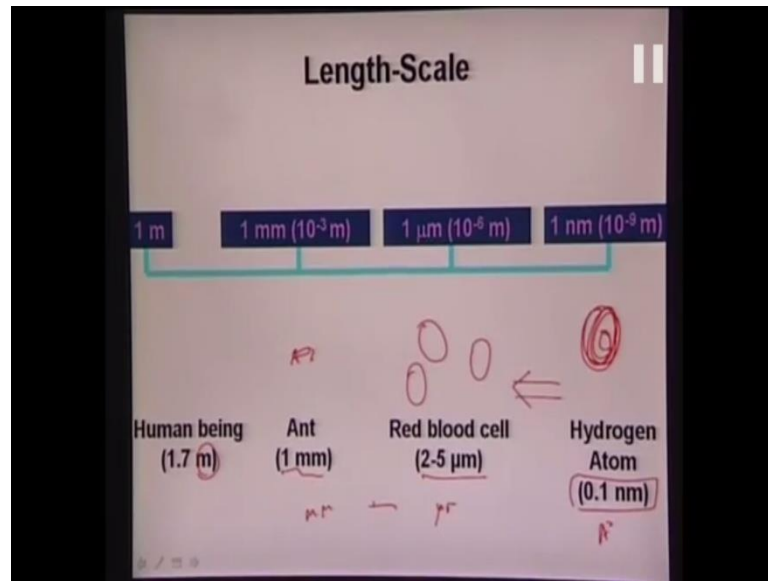 Length-Scale
1 m
1 mm (10⁻³ m)
1 μm (10⁻⁶ m)
1 nm (10⁻⁹ m)
Human being
(1.7 m)
Ant
(1 mm)
Red blood cell
(2-5 μm)
Hydrogen
Atom
(0.1 nm)